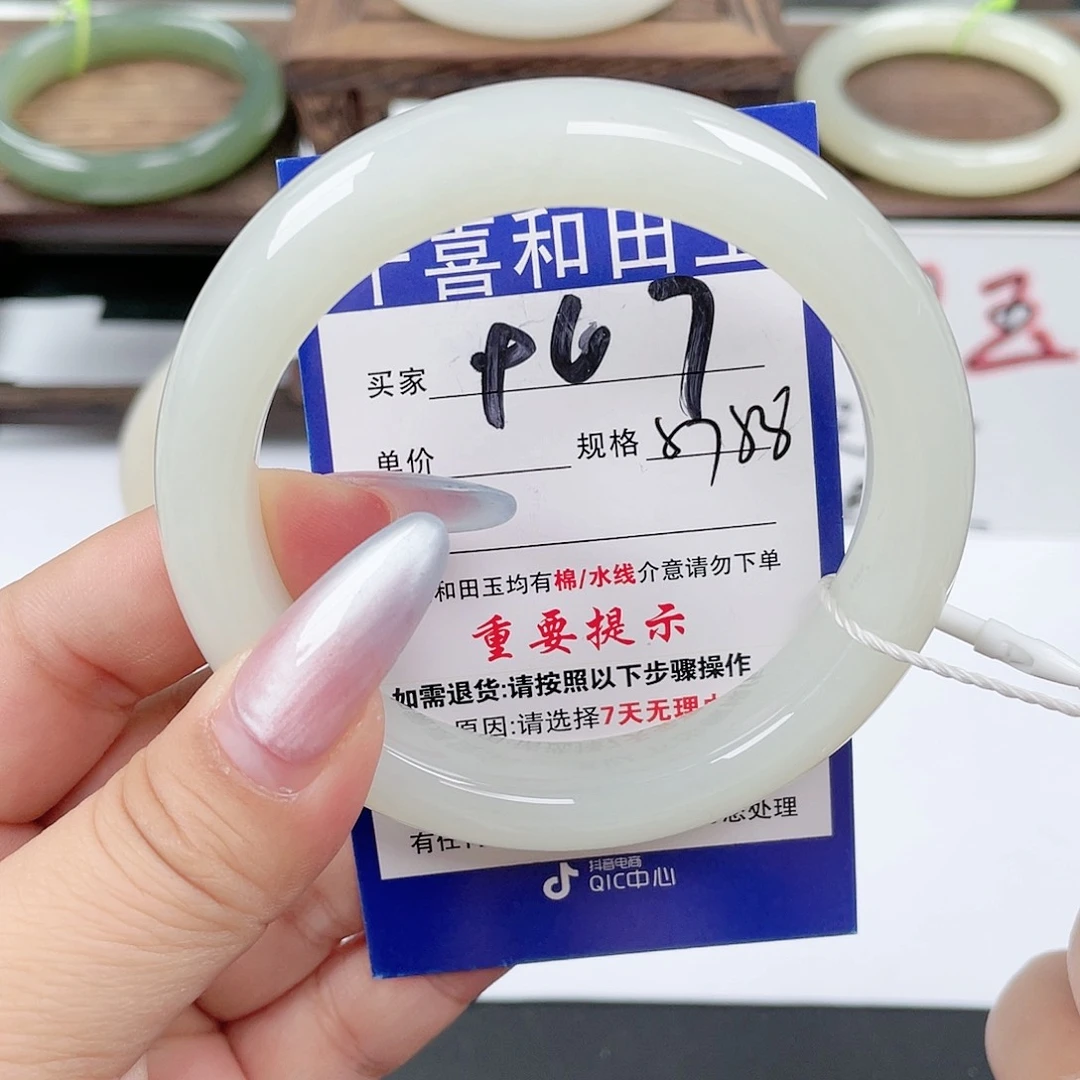 喜和田玉
买家 P67
单价 规格
和田玉均有棉/水线介意请勿下单
重要提示
如需退货:请按照以下步骤操作
原因:请选择7天无理由
有任 处理
抖音电商
QIC中心